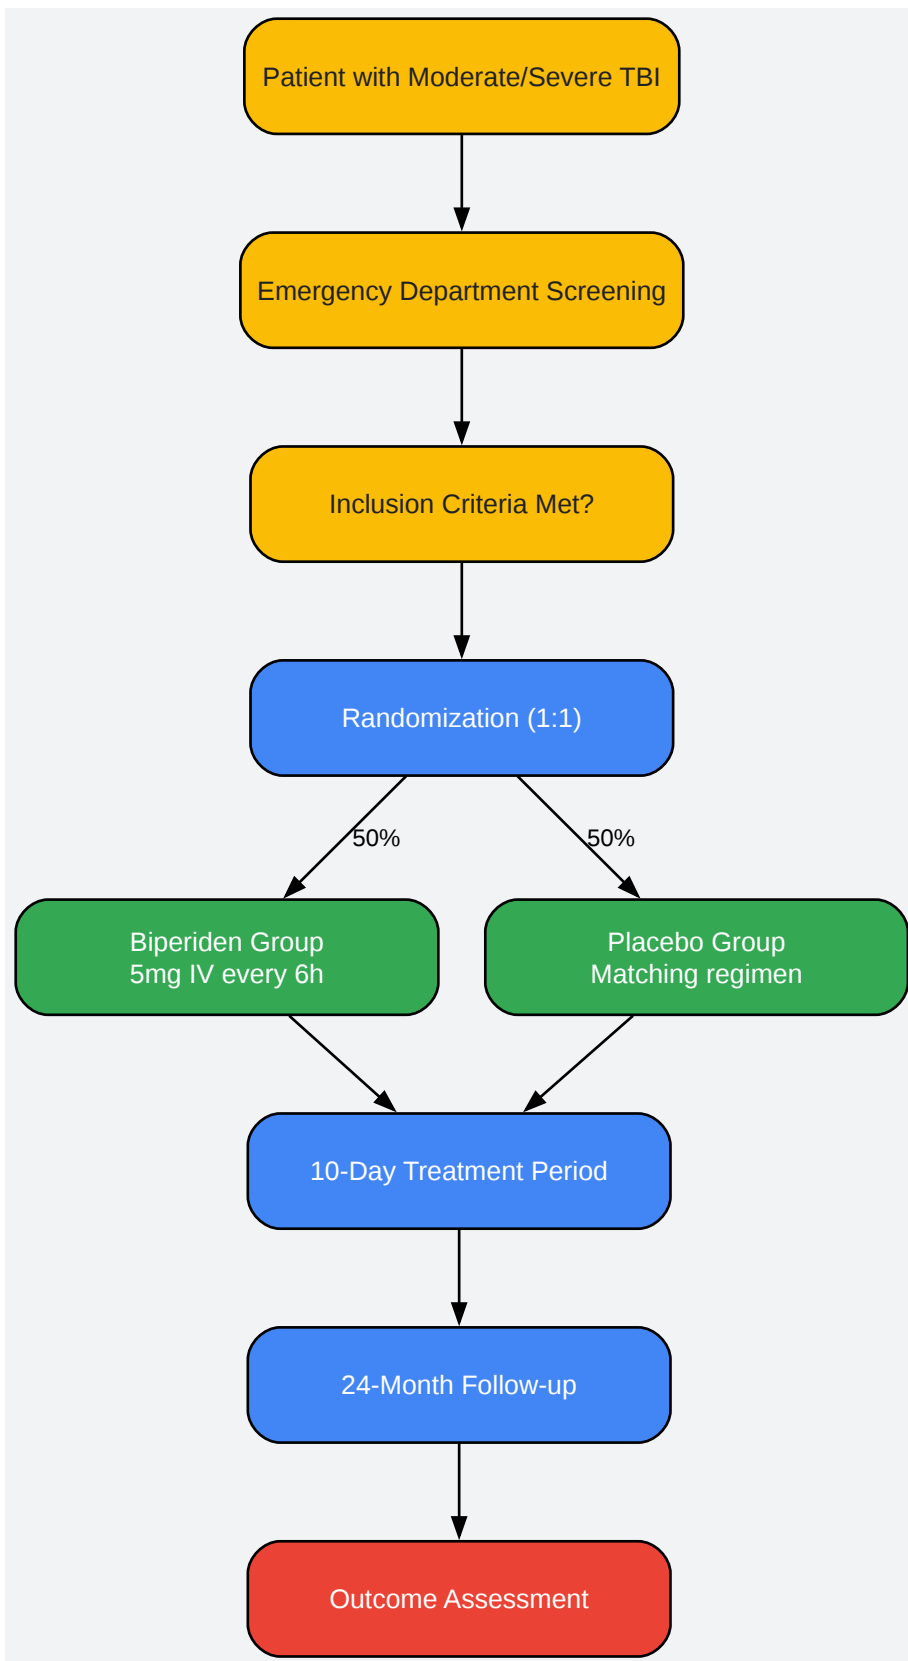 Patient with Moderate/Severe TBI
Emergency Department Screening
Inclusion Criteria Met?
Randomization (1:1)
50%
50%
Biperiden Group
5mg IV every 6h
Placebo Group
Matching regimen
10-Day Treatment Period
24-Month Follow-up
Outcome Assessment